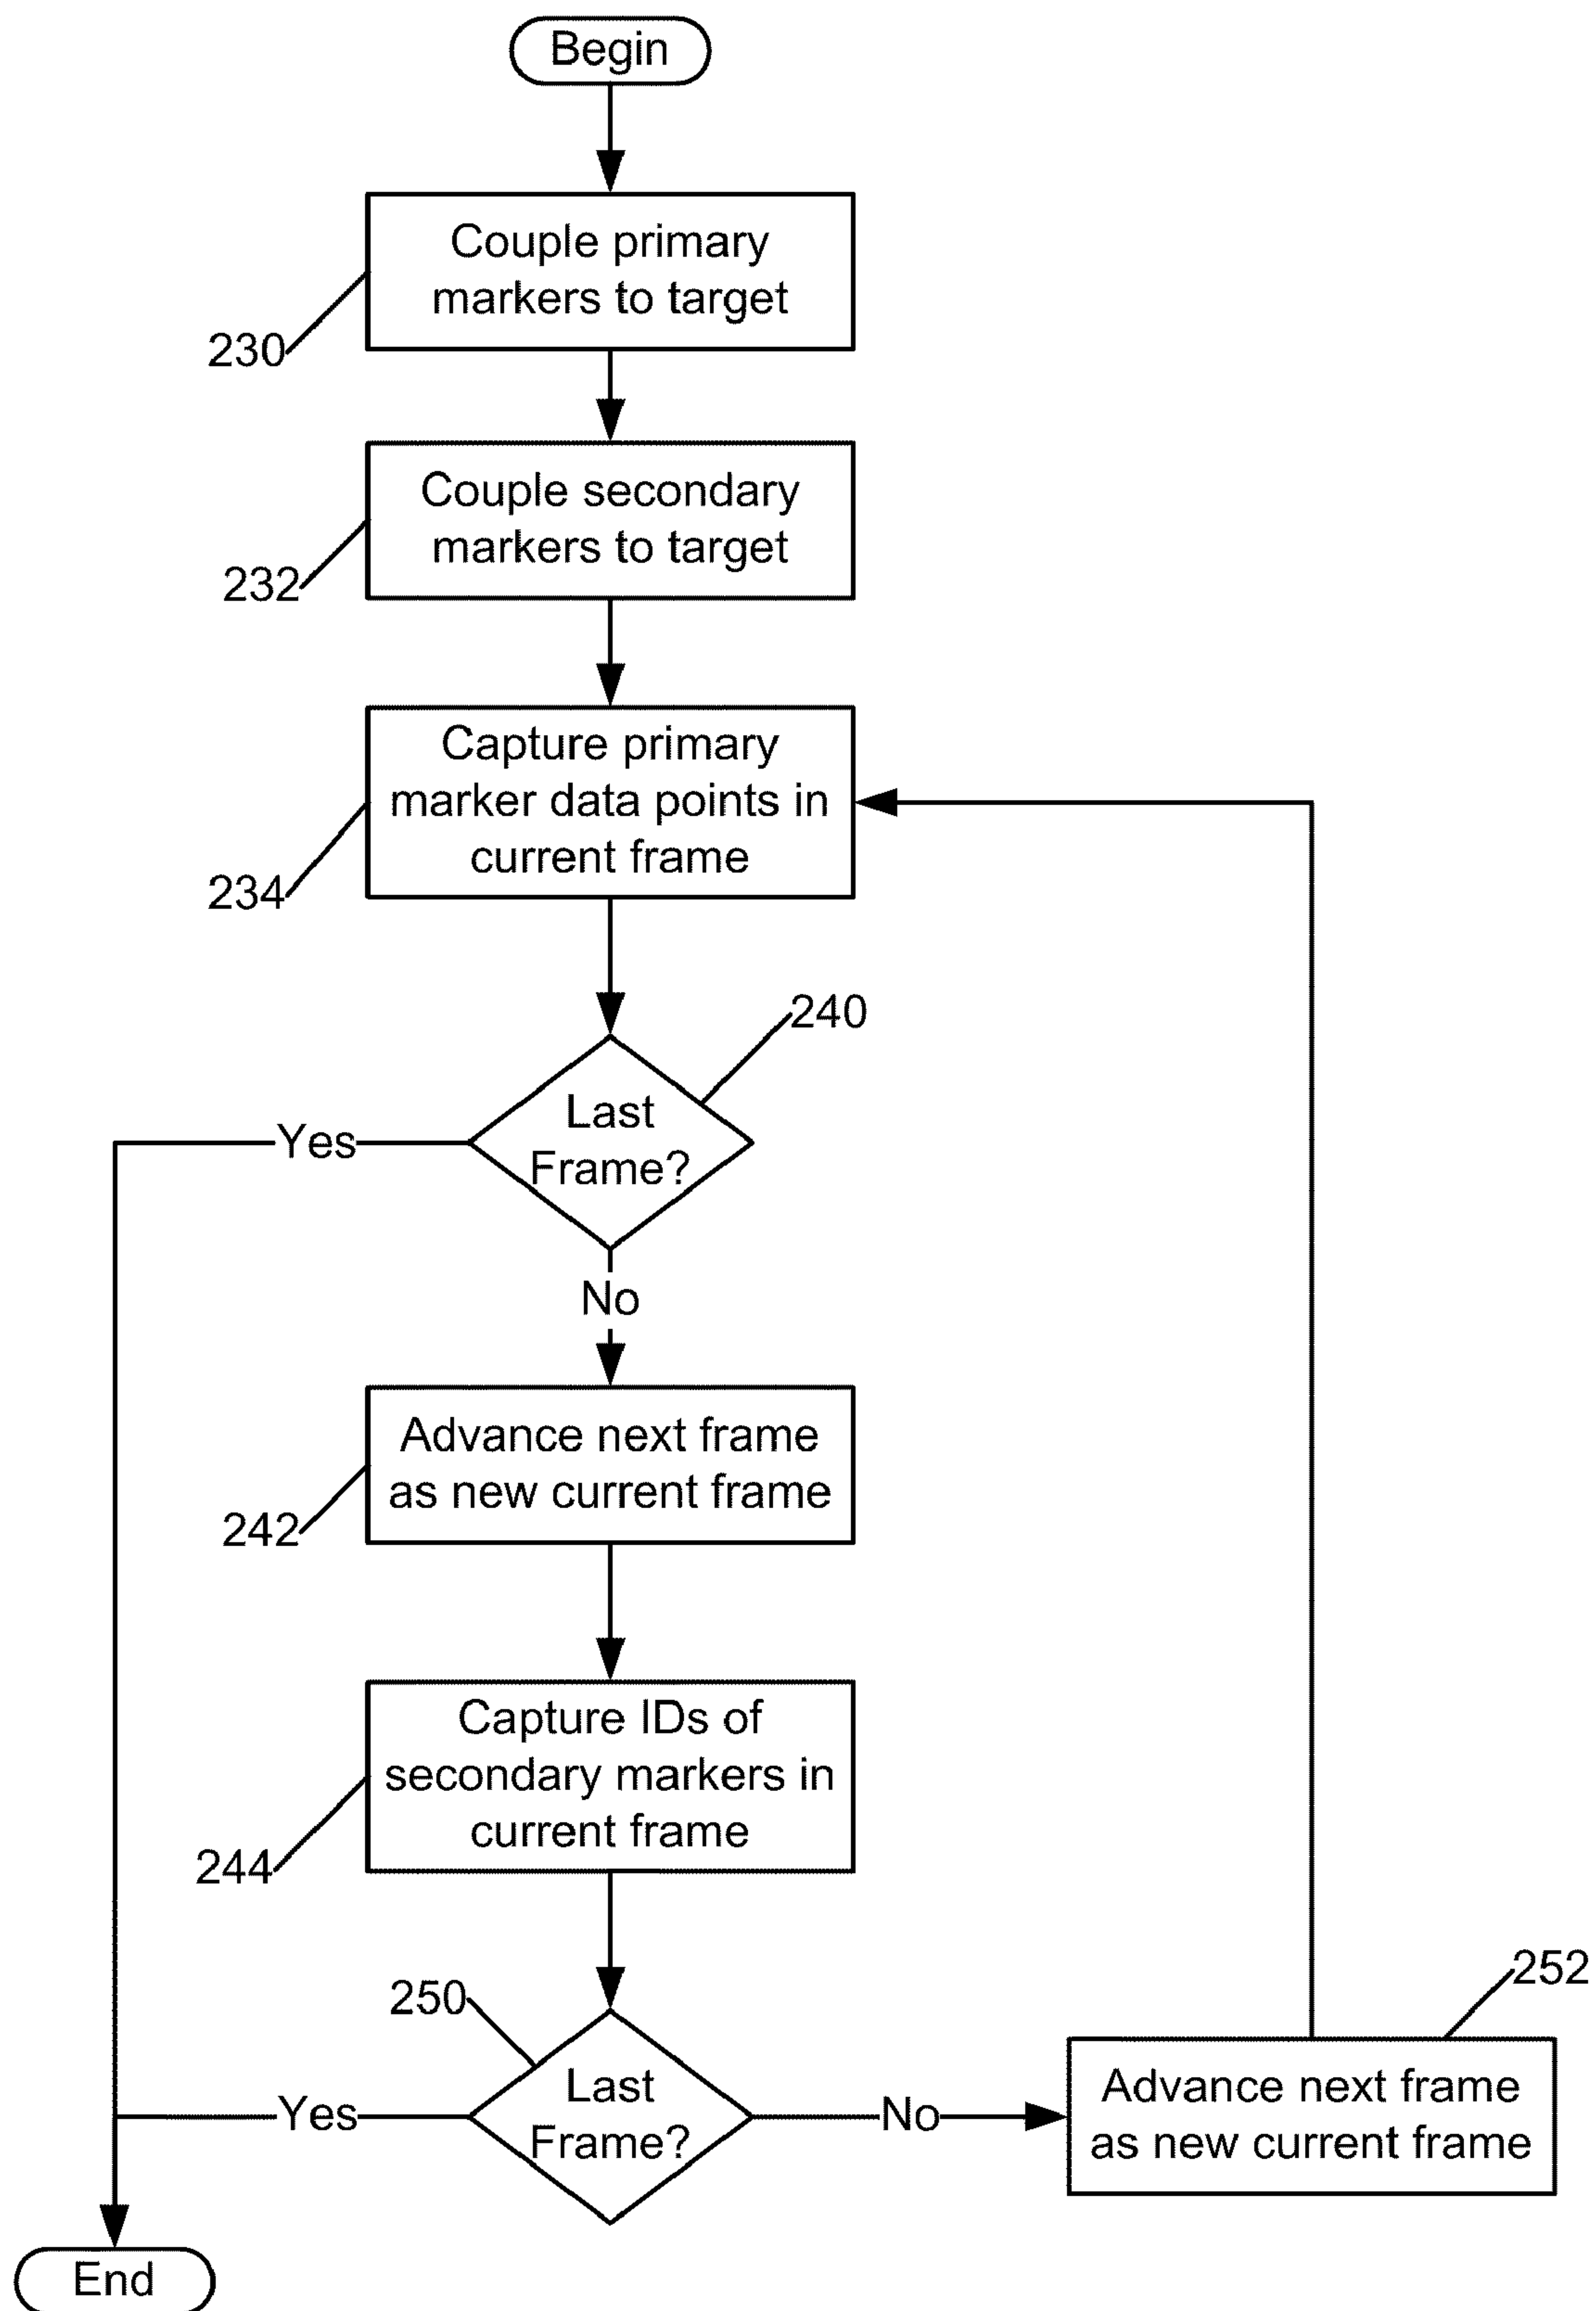 Begin
Couple primary
markers to target
230
Couple secondary
markers to target
232
Capture primary
marker data points in
current frame
234
240
Last
Frame?
Yes
No
Advance next frame
as new current frame
242
Capture IDs of
secondary markers in
current frame
244
250
252
Last
Frame?
Yes
No
Advance next frame
as new current frame
End